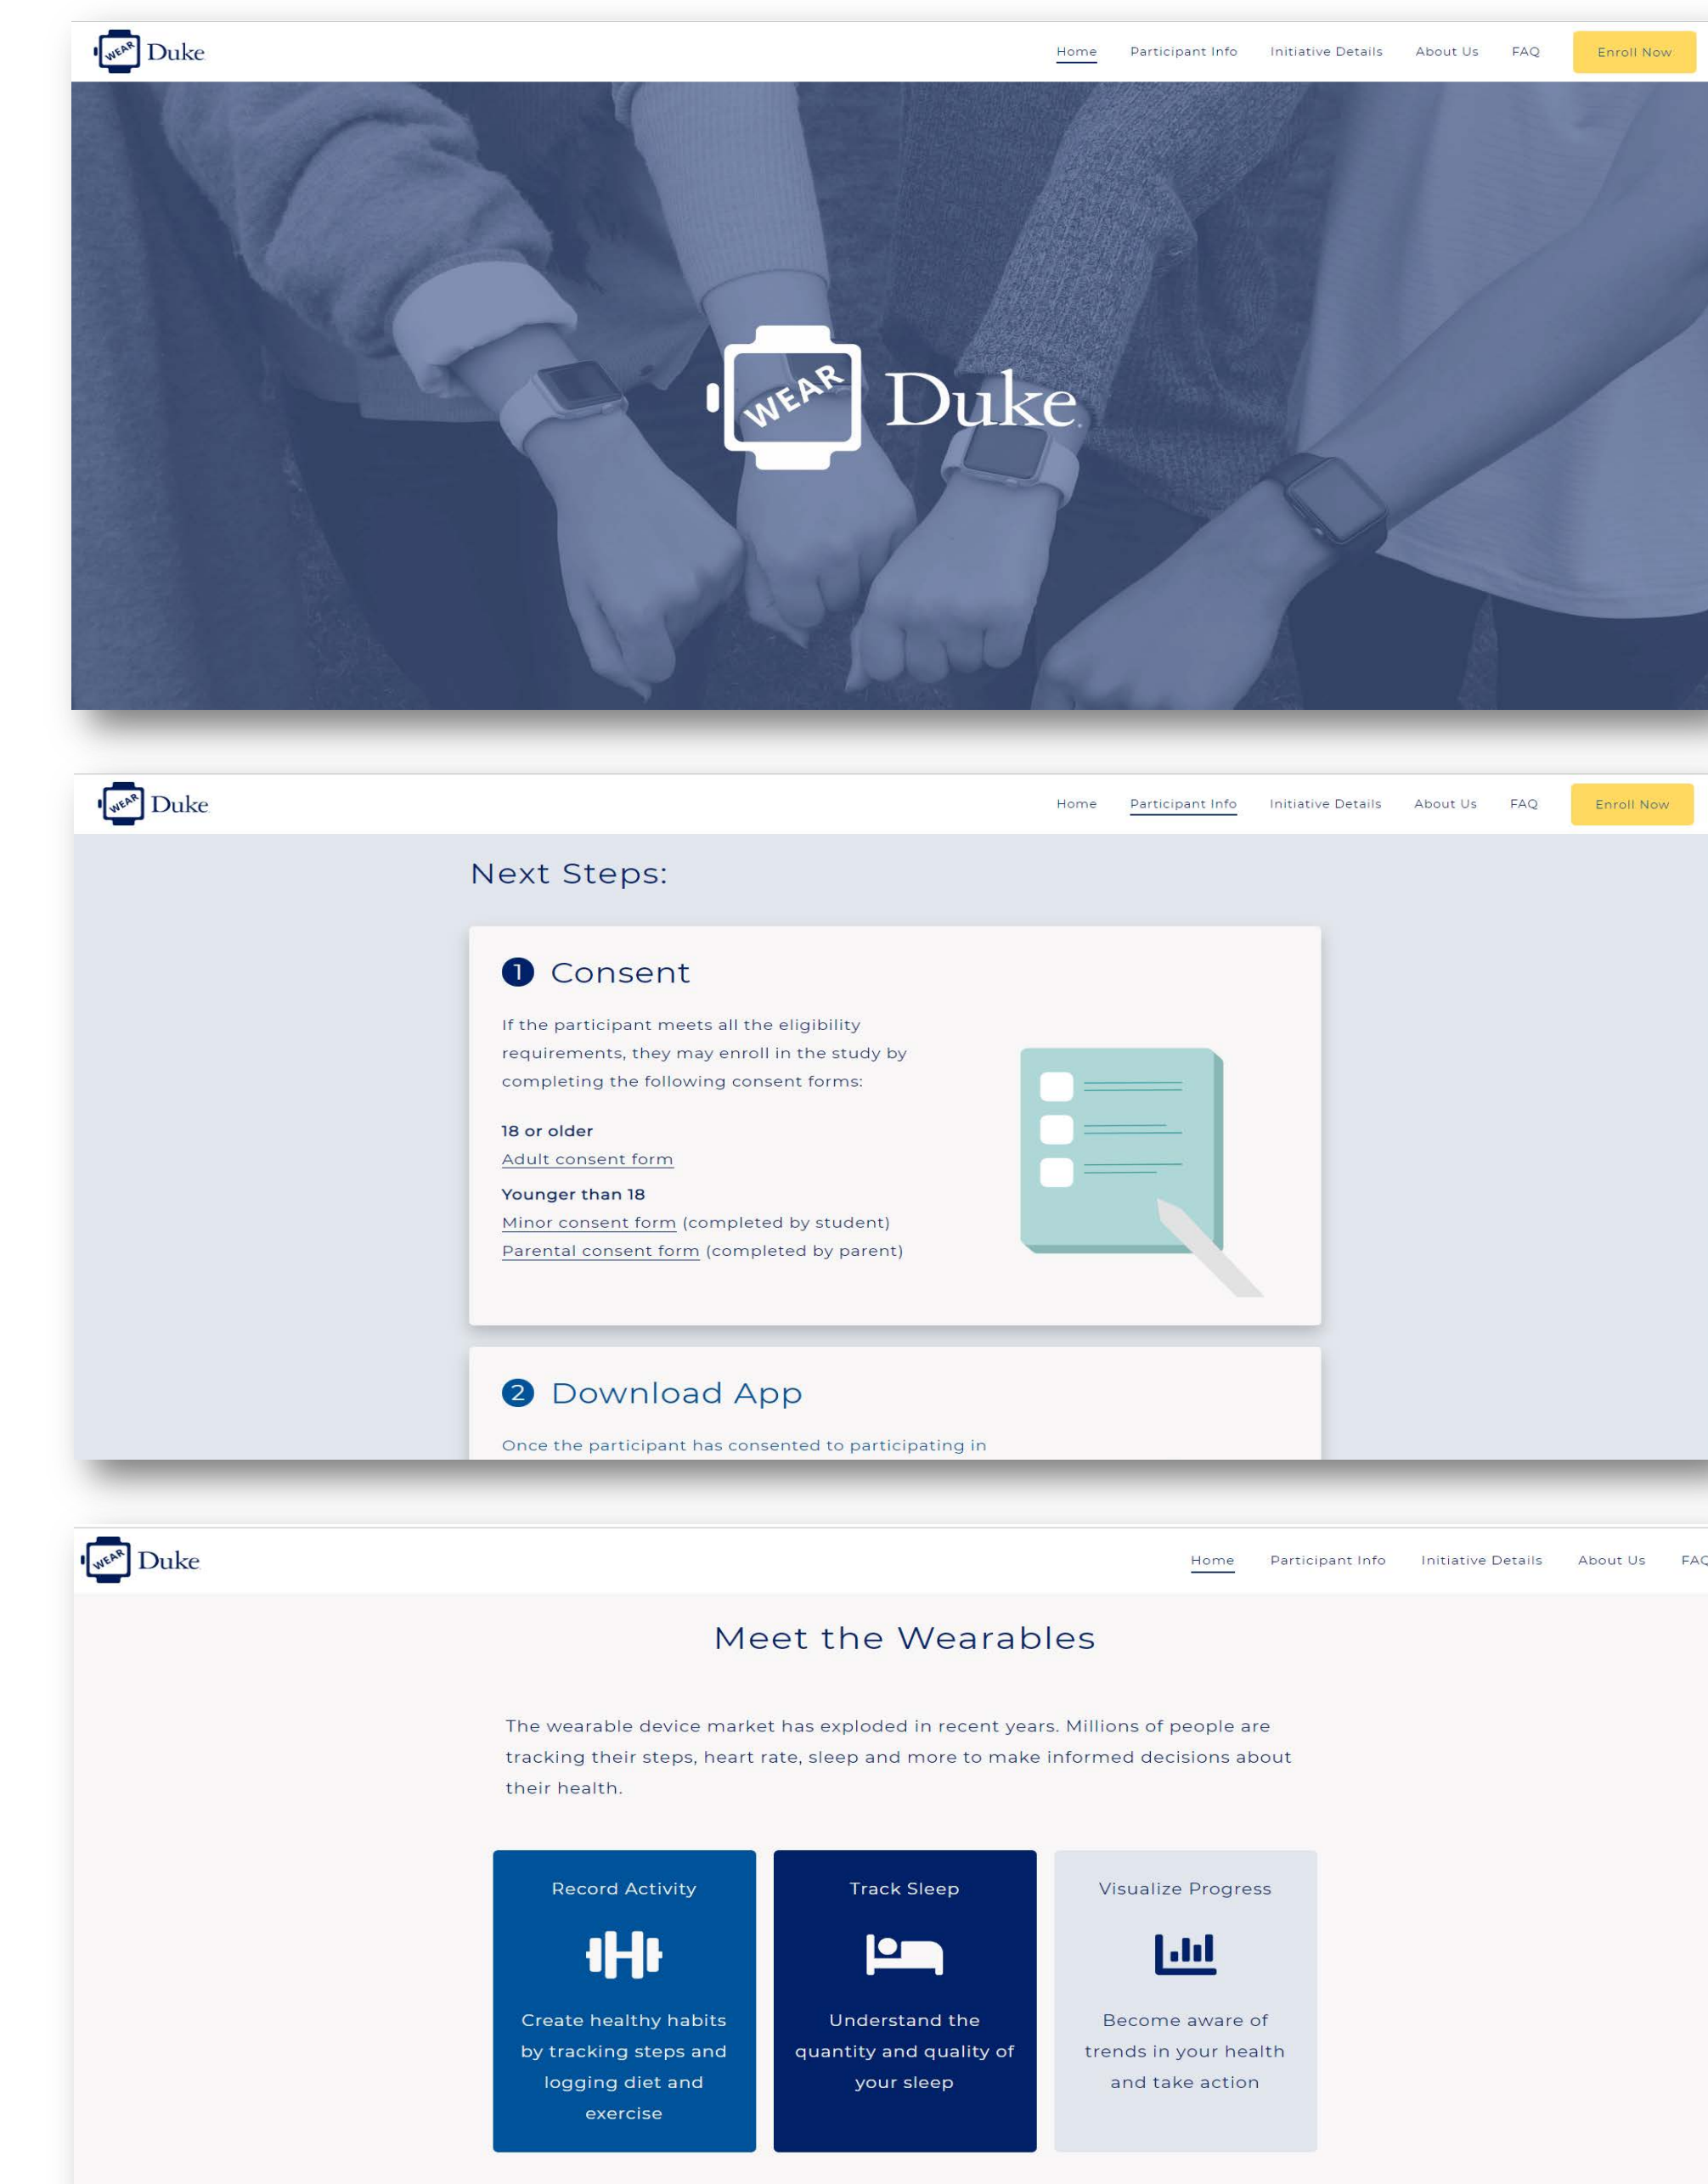 WEAR Duke
Home Participant Info Initiative Details About Us FAQ Enroll Now
WEAR Duke
WEAR Duke
Home Participant Info Initiative Details About Us FAQ Enroll Now
Next Steps:
1 Consent
If the participant meets all the eligibility
requirements, they may enroll in the study by
completing the following consent forms:
18 or older
Adult consent form
Younger than 18
Minor consent form (completed by student)
Parental consent form (completed by parent)
2 Download App
Once the participant has consented to participating in
WEAR Duke
Home Participant Info Initiative Details About Us FAQ
Meet the Wearables
The wearable device market has exploded in recent years. Millions of people are
tracking their steps, heart rate, sleep and more to make informed decisions about
their health.
Record Activity
Create healthy habits
by tracking steps and
logging diet and
exercise
Track Sleep
Understand the
quantity and quality of
your sleep
Visualize Progress
Become aware of
trends in your health
and take action